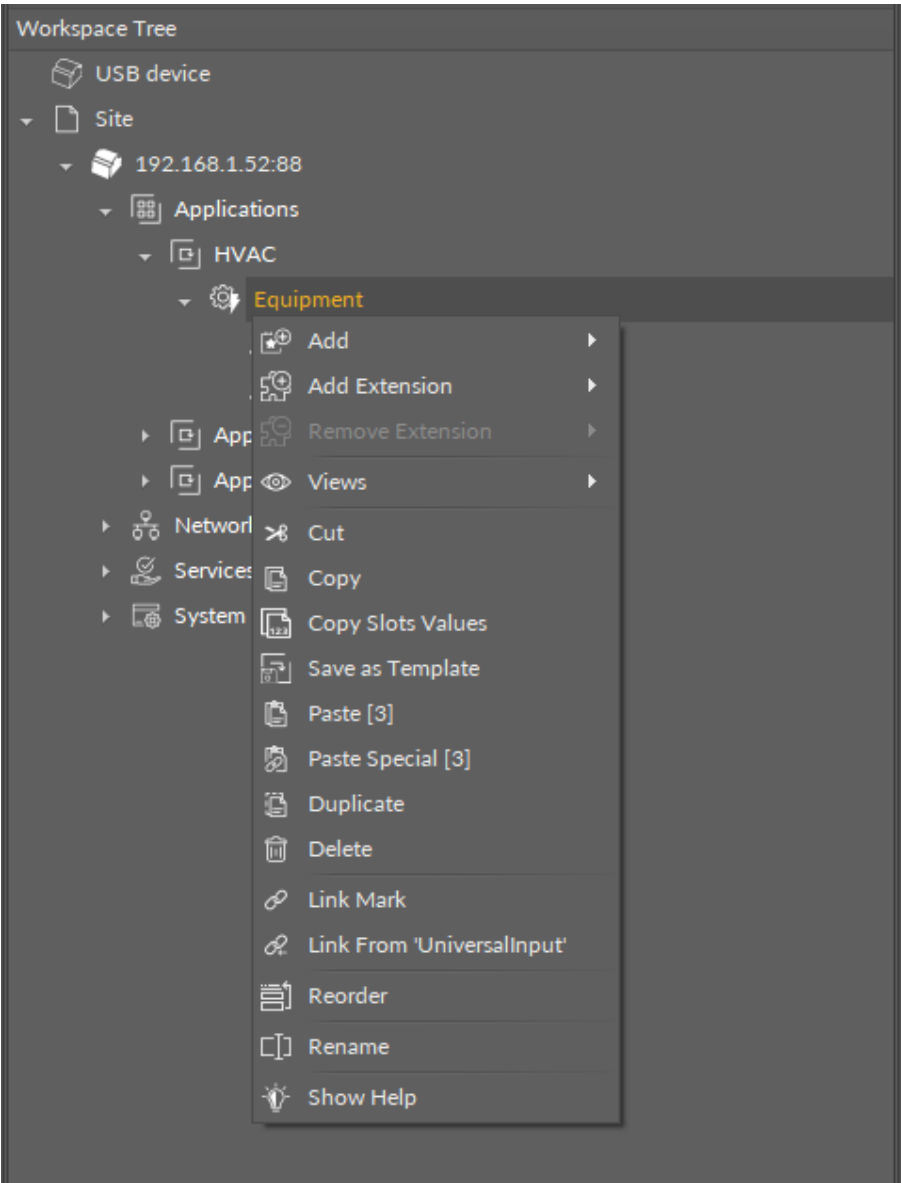 Workspace Tree
USB device
Site
192.168.1.52:88
Applications
HVAC
Equipment
Add
Add Extension
App
Remove Extension
App
Views
Network
Cut
Services
Copy
System
Copy Slots Values
Save as Template
Paste [3]
Paste Special [3]
Duplicate
Delete
Link Mark
Link From 'UniversalInput'
Reorder
Rename
Show Help